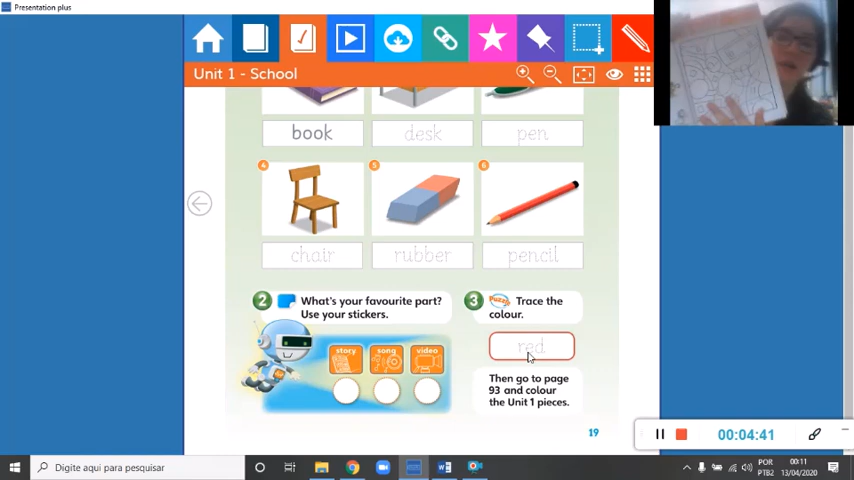 Presentation plus
Unit 1 - School
book
desk
pen
4
5
6
chair
rubber
pencil
2
What's your favourite part?
Use your stickers.
story
song
video
3
Puzzle
Trace the
colour.
red
Then go to page
93 and colour
the Unit 1 pieces.
19
00:04:41
Digite aqui para pesquisar
POR
PTB2
00:11
13/04/2020